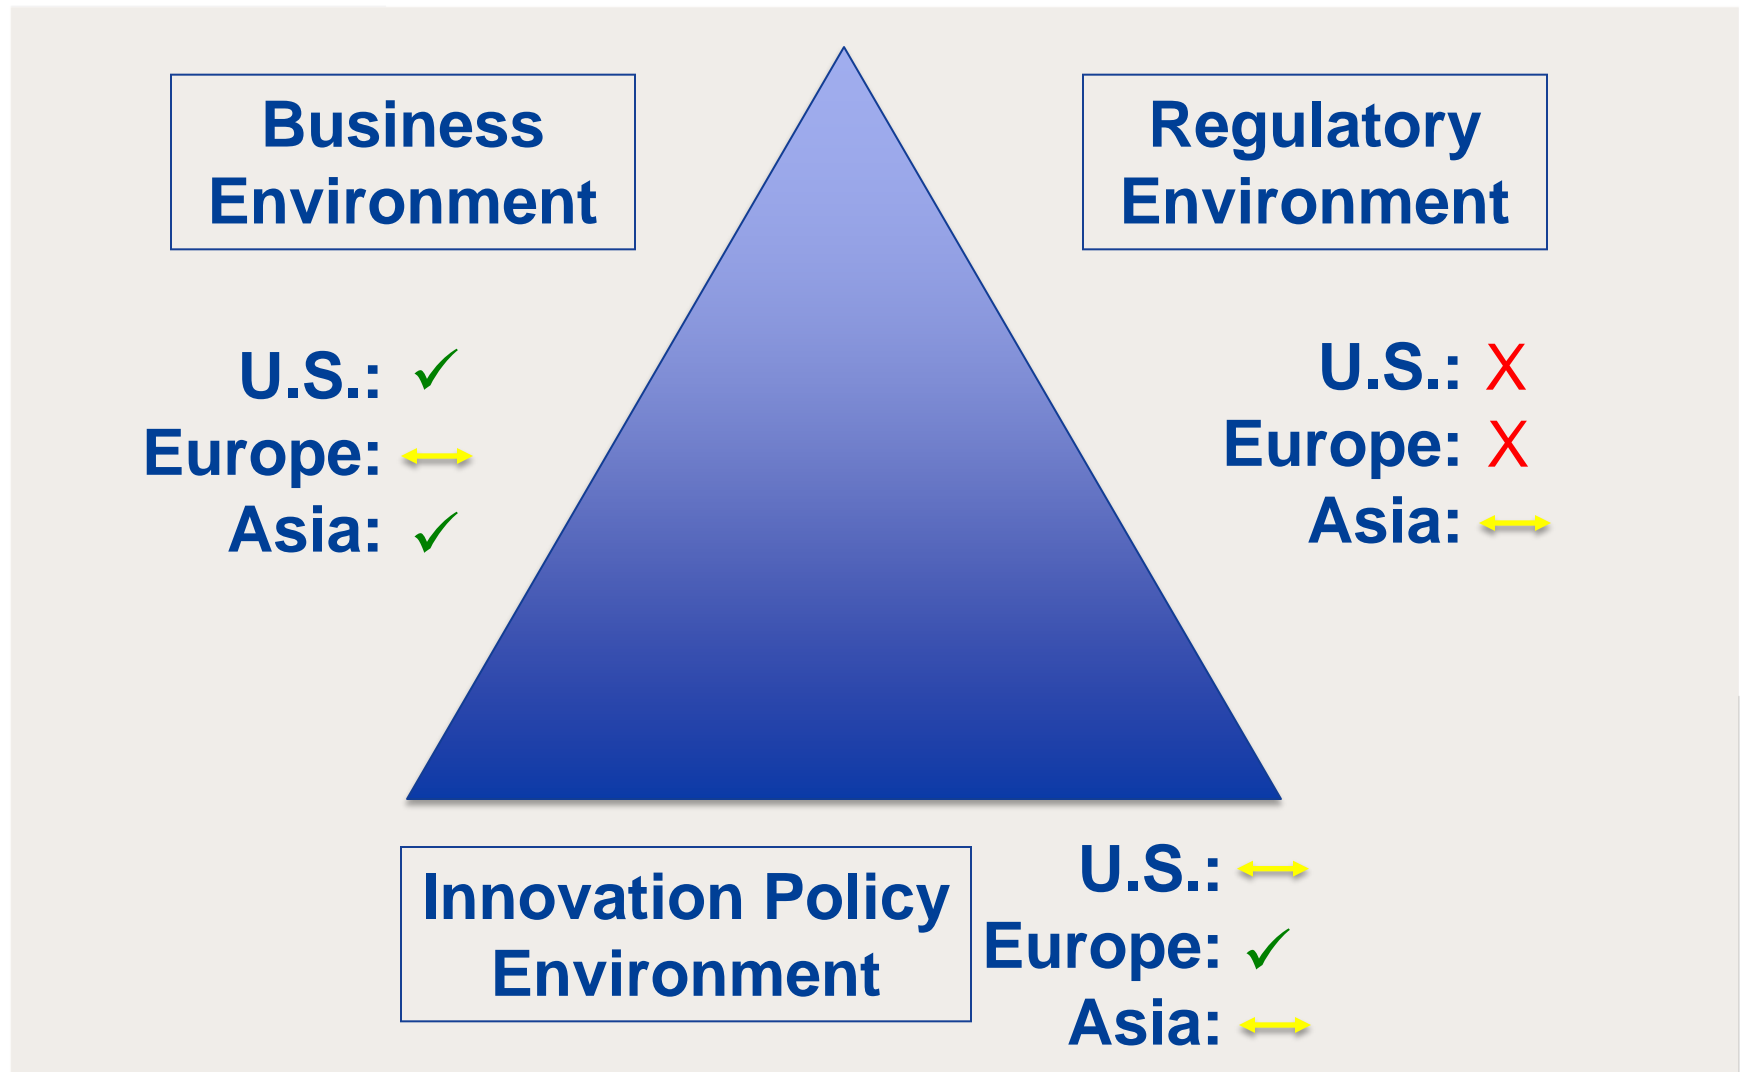 Business
Environment
U.S.: ✓
Europe: ↔
Asia: ✓
Regulatory
Environment
U.S.: X
Europe: X
Asia: ↔
Innovation Policy
Environment
U.S.: ↔
Europe: ✓
Asia: ↔